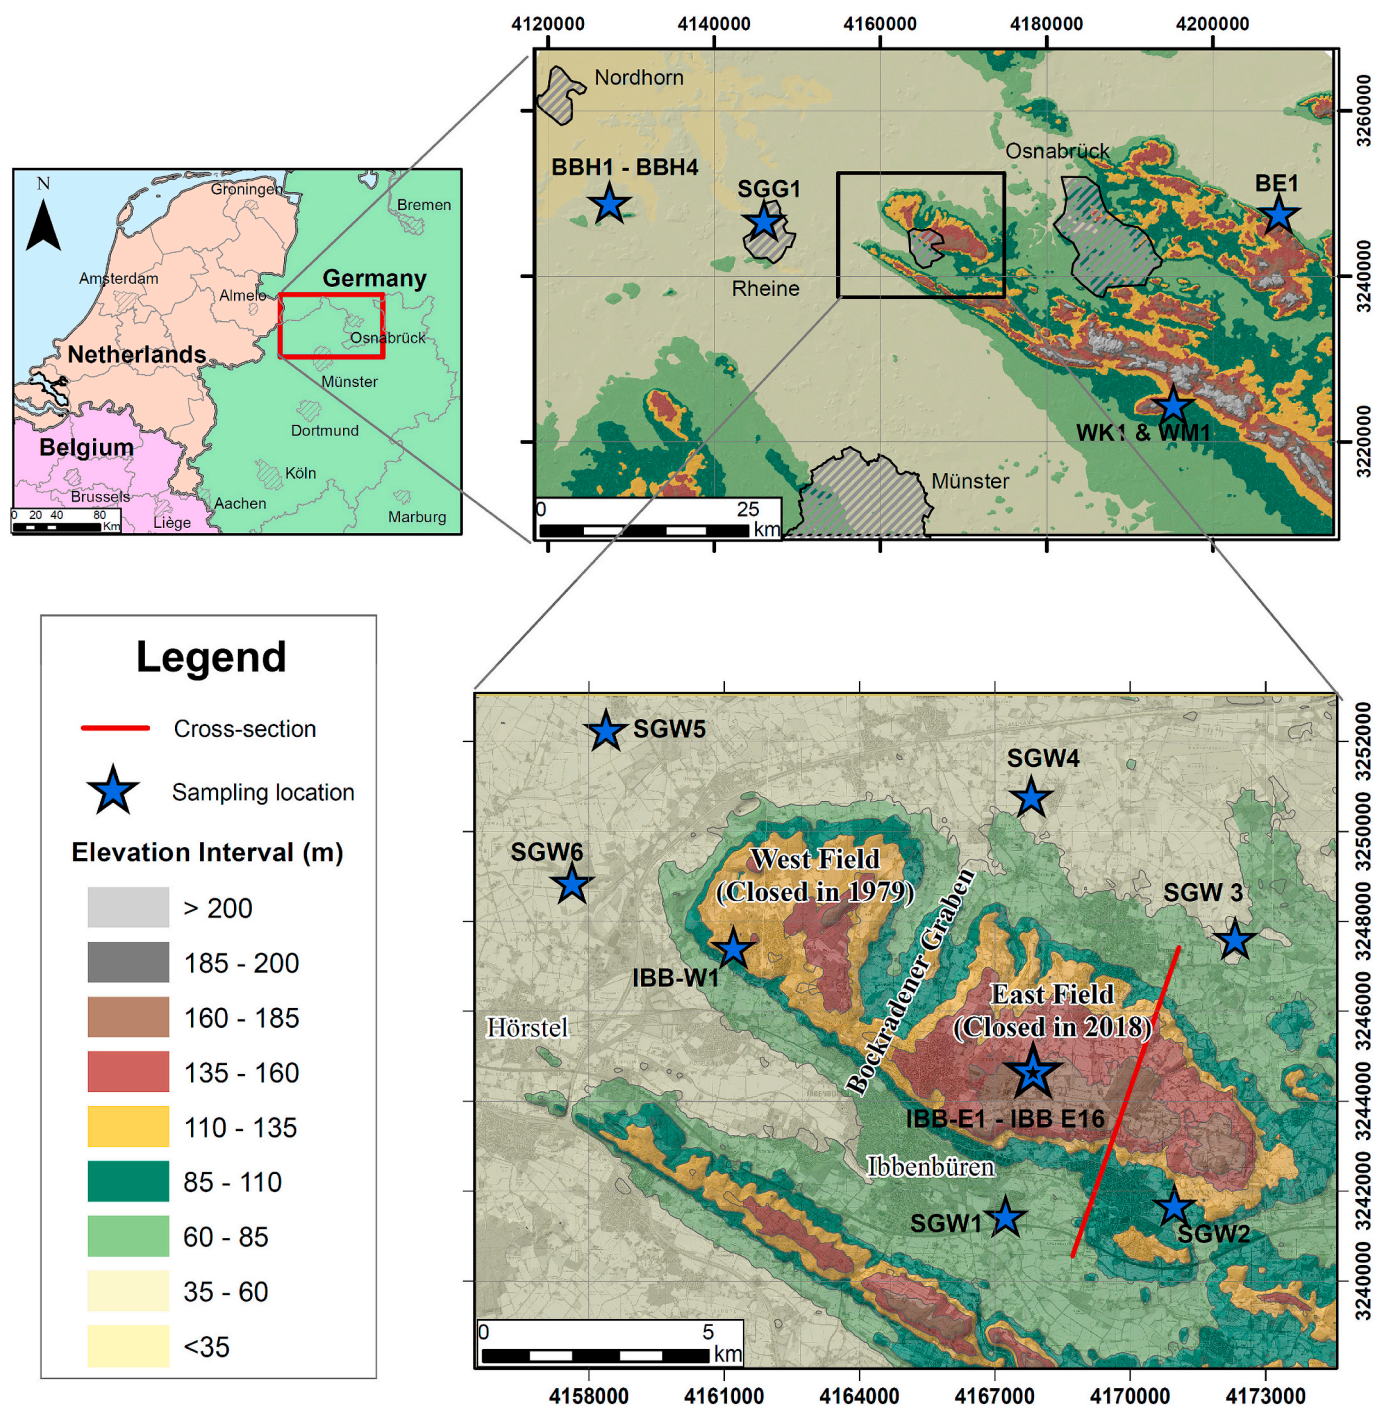 4120000
4140000
4160000
4180000
4200000
Nordhorn
BBH1 - BBH4
SGG1
Rheine
Osnabrück
BE1
WK1 & WM1
Münster
0
25
km
3260000
3240000
3220000
N
Groningen
Bremen
Amsterdam
Almelo
Germany
Osnabrück
Netherlands
Münster
Dortmund
Belgium
Köln
Brussels
Aachen
Liège
Marburg
0 20 40 80
Km
Legend
Cross-section
Sampling location
Elevation Interval (m)
> 200
185 - 200
160 - 185
135 - 160
110 - 135
85 - 110
60 - 85
35 - 60
<35
SGW5
SGW4
SGW6
West Field
(Closed in 1979)
SGW 3
IBB-W1
Bockradener Graben
East Field
(Closed in 2018)
Hörstel
IBB-E1 - IBB E16
Ibbenbüren
SGW1
SGW2
0
5
km
3252000
3250000
3248000
3246000
3244000
3242000
3240000
4158000
4161000
4164000
4167000
4170000
4173000